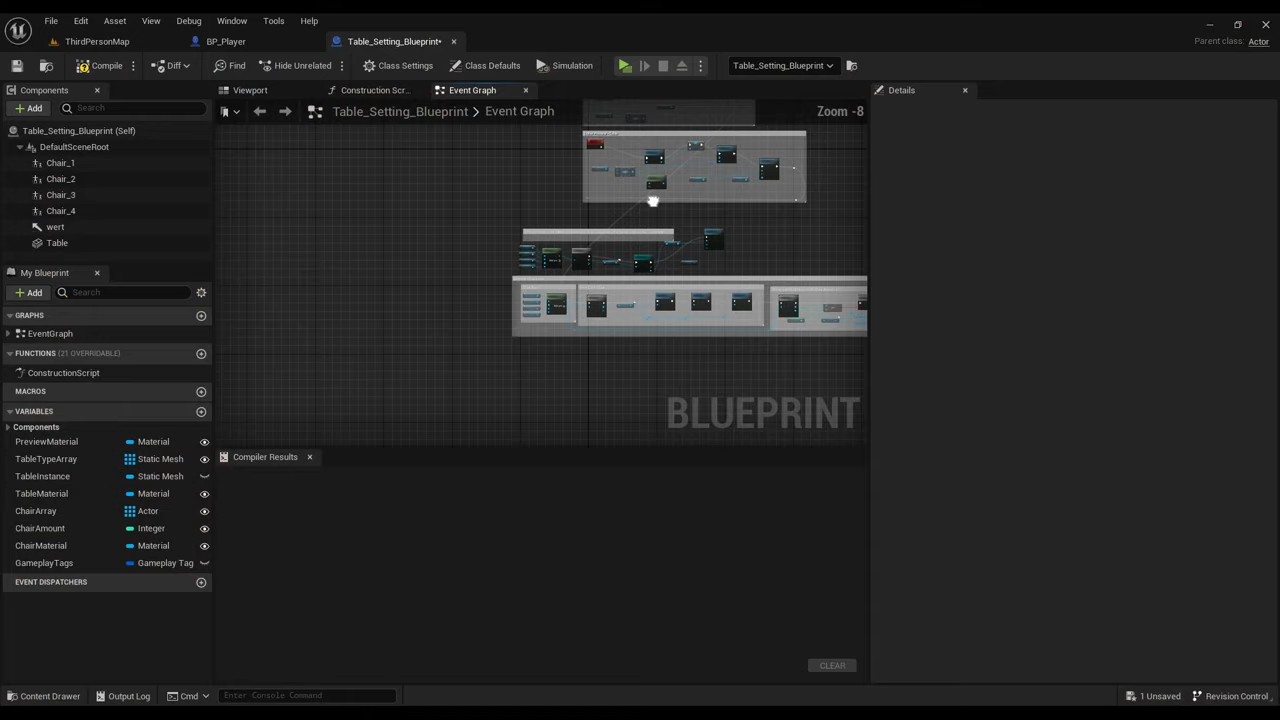 File Edit Asset View Debug Window Tools Help
ThirdPersonMap BP_Player Table_Setting_Blueprint*
Parent class: Actor
Compile Diff Find Hide Unrelated Class Settings Class Defaults Simulation Table_Setting_Blueprint
Components Viewport Construction Scr... Event Graph Details
Add Search Table_Setting_Blueprint > Event Graph Zoom -8
Table_Setting_Blueprint (Self)
DefaultSceneRoot
Chair_1
Chair_2
Chair_3
Chair_4
wert
Table
My Blueprint
Add Search
GRAPHS
EventGraph
FUNCTIONS (21 OVERRIDABLE)
ConstructionScript
MACROS
VARIABLES
Components
PreviewMaterial Material
TableTypeArray Static Mesh
TableInstance Static Mesh
TableMaterial Material
ChairArray Actor
ChairAmount Integer
ChairMaterial Material
GameplayTags Gameplay Tag
EVENT DISPATCHERS
BLUEPRINT
Compiler Results
CLEAR
Content Drawer Output Log Cmd Enter Console Command 1 Unsaved Revision Control